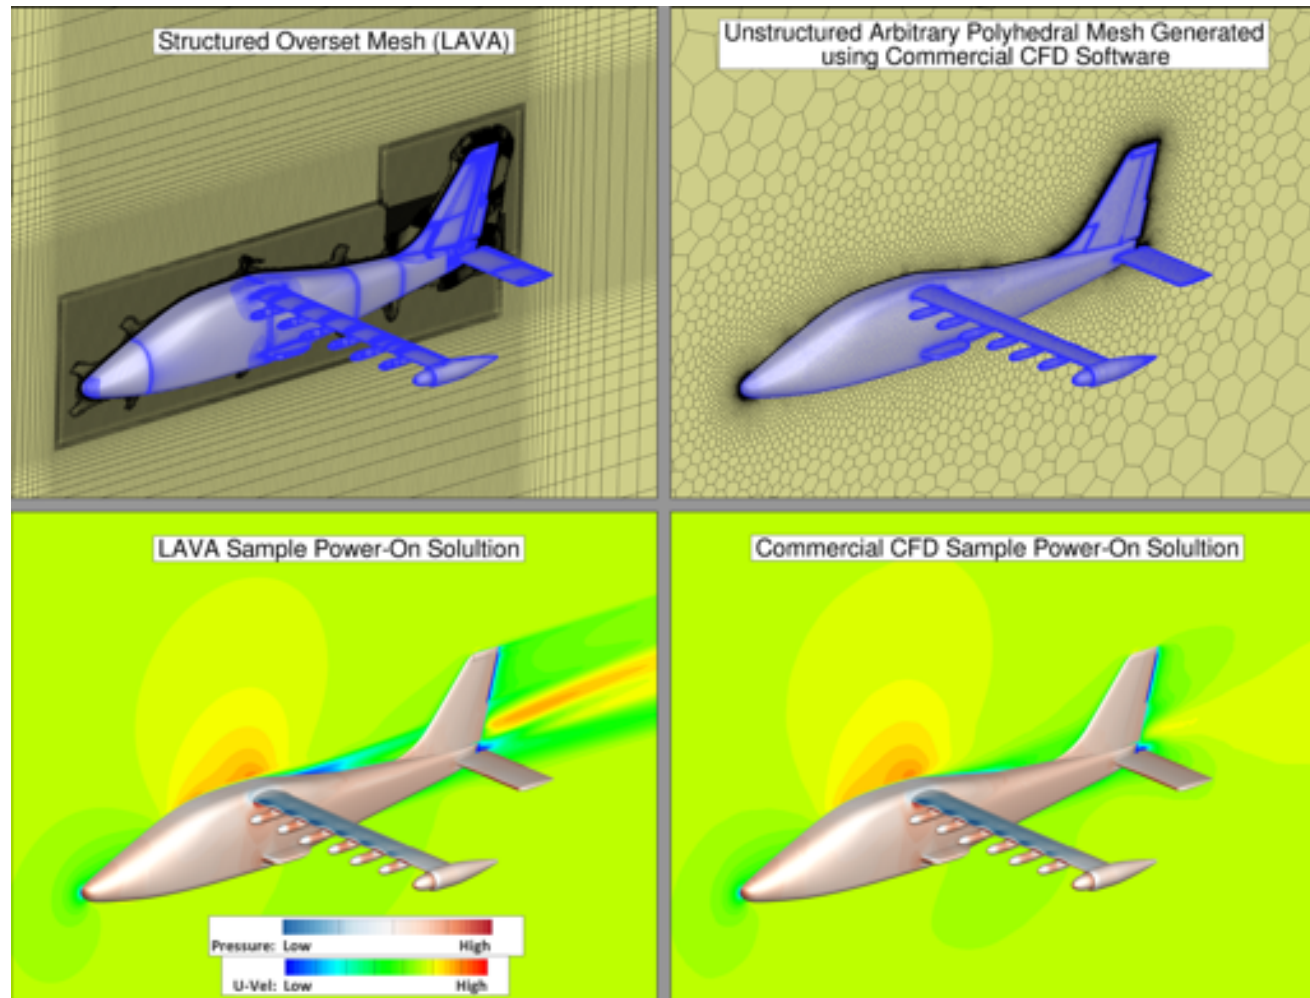 Structured Overset Mesh (LAVA)
Unstructured Arbitrary Polyhedral Mesh Generated
using Commercial CFD Software
LAVA Sample Power-On Solultion
Commercial CFD Sample Power-On Solultion
Pressure: Low High
U-Vel: Low High